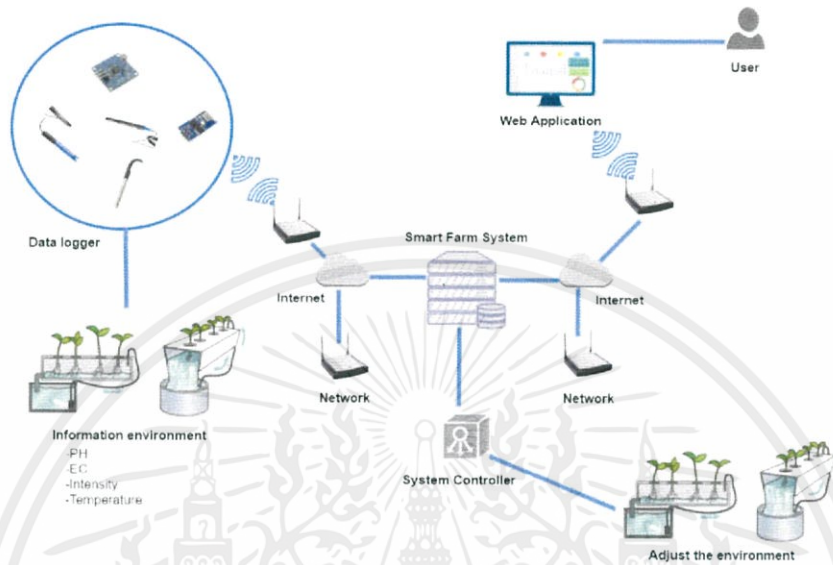 User
Web Application
Data logger
Smart Farm System
Internet
Internet
Network
Network
Information environment
-PH
-EC
-Intensity
-Temperature
System Controller
Adjust the environment